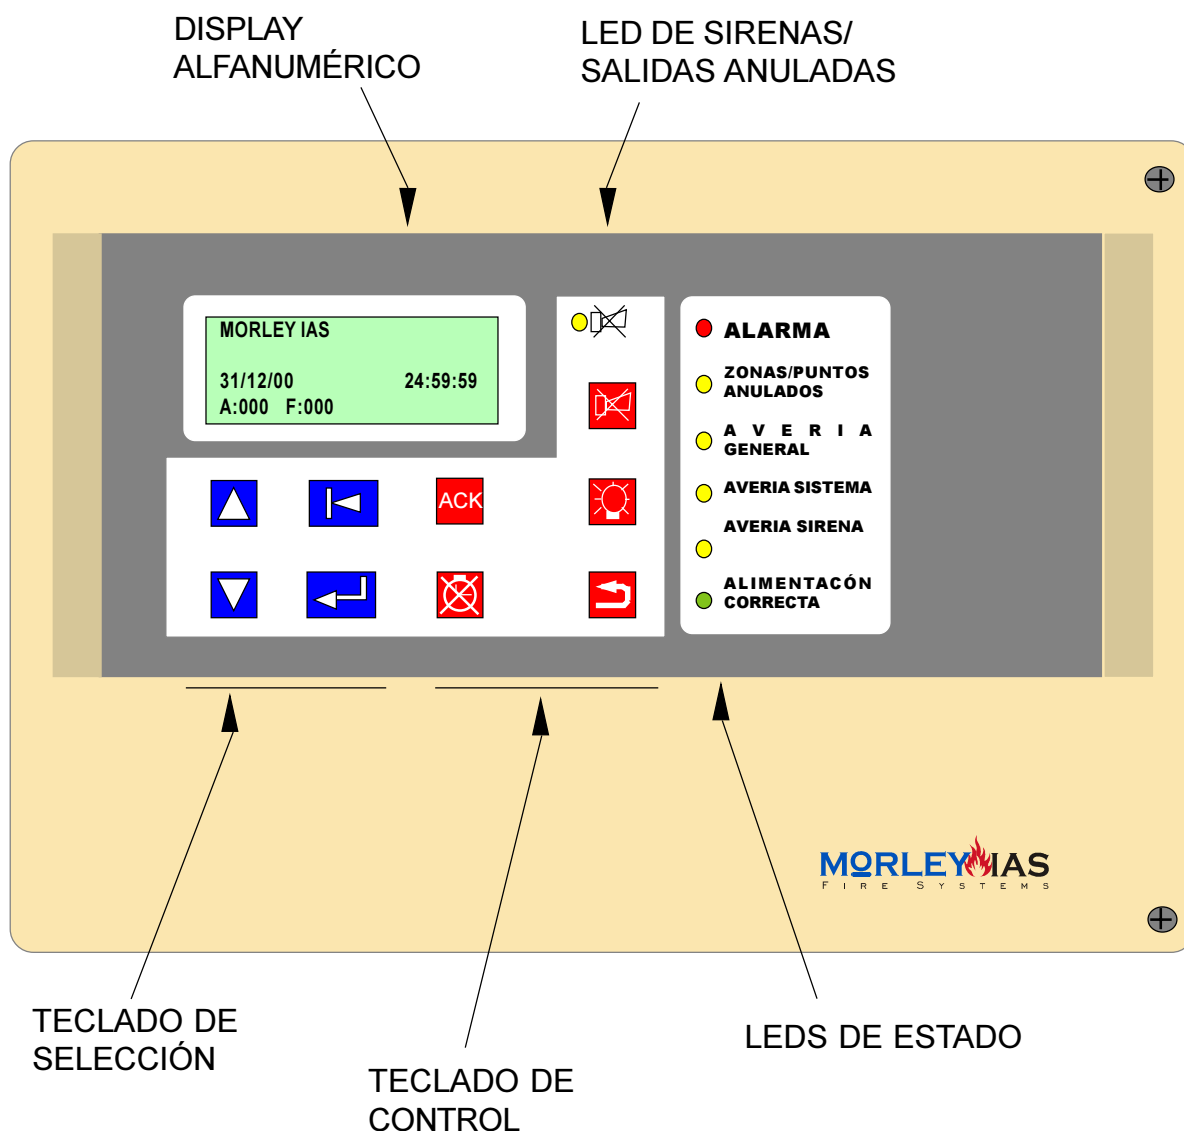 DISPLAY
ALFANUMÉRICO
LED DE SIRENAS/
SALIDAS ANULADAS
MORLEY IAS
31/12/00 24:59:59
A:000 F:000
ACK
ALARMA
ZONAS/PUNTOS
ANULADOS
A V E R I A
GENERAL
AVERIA SISTEMA
AVERIA SIRENA
ALIMENTACÓN
CORRECTA
MORLEY IAS
FIRE SYSTEMS
TECLADO DE
SELECCIÓN
TECLADO DE
CONTROL
LEDS DE ESTADO